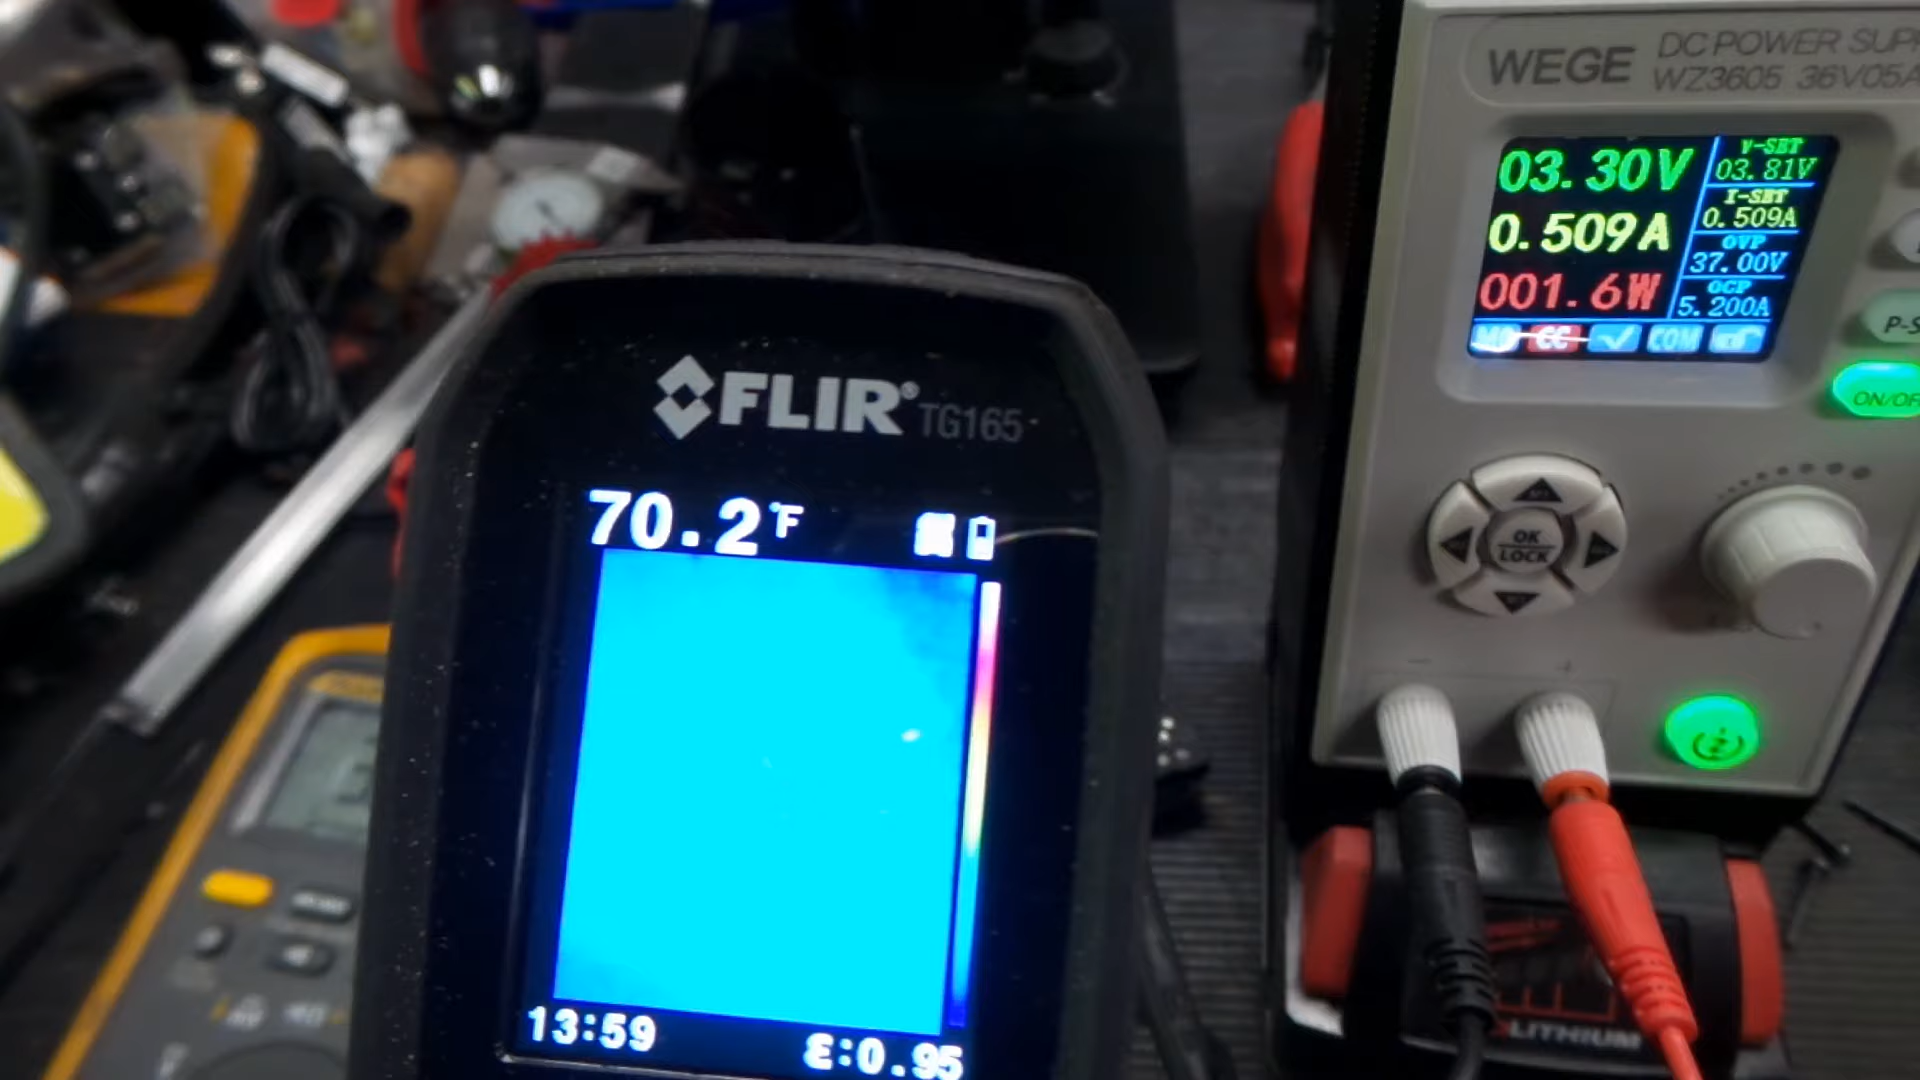 WEGE
DC POWER SUP
WZ3605 36V05A
03.30V
0.509A
001.6W
V-SET
03.81V
I-SET
0.509A
OVP
37.00V
OCP
5.200A
CC
COM
P-S
ON/OF
OK
LOCK
- +
FLIR® TG165
70.2°F
13:59
ε:0.95
LITHIUM